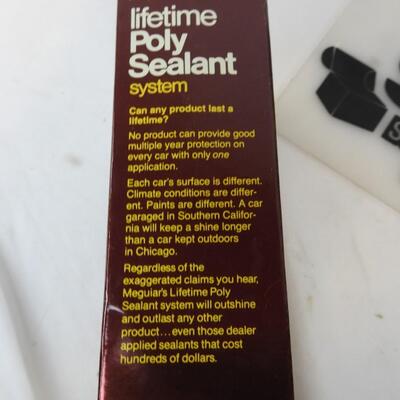 lifetime
Poly
Sealant
system
Can any product last a
lifetime?
No product can provide good
multiple year protection on
every car with only one
application.
Each car's surface is different.
Climate conditions are differ-
ent. Paints are different. A car
garaged in Southern Califor-
nia will keep a shine longer
than a car kept outdoors
in Chicago.
Regardless of the
exaggerated claims you hear,
Meguiar's Lifetime Poly
Sealant system will outshine
and outlast any other
product...even those dealer
applied sealants that cost
hundreds of dollars.